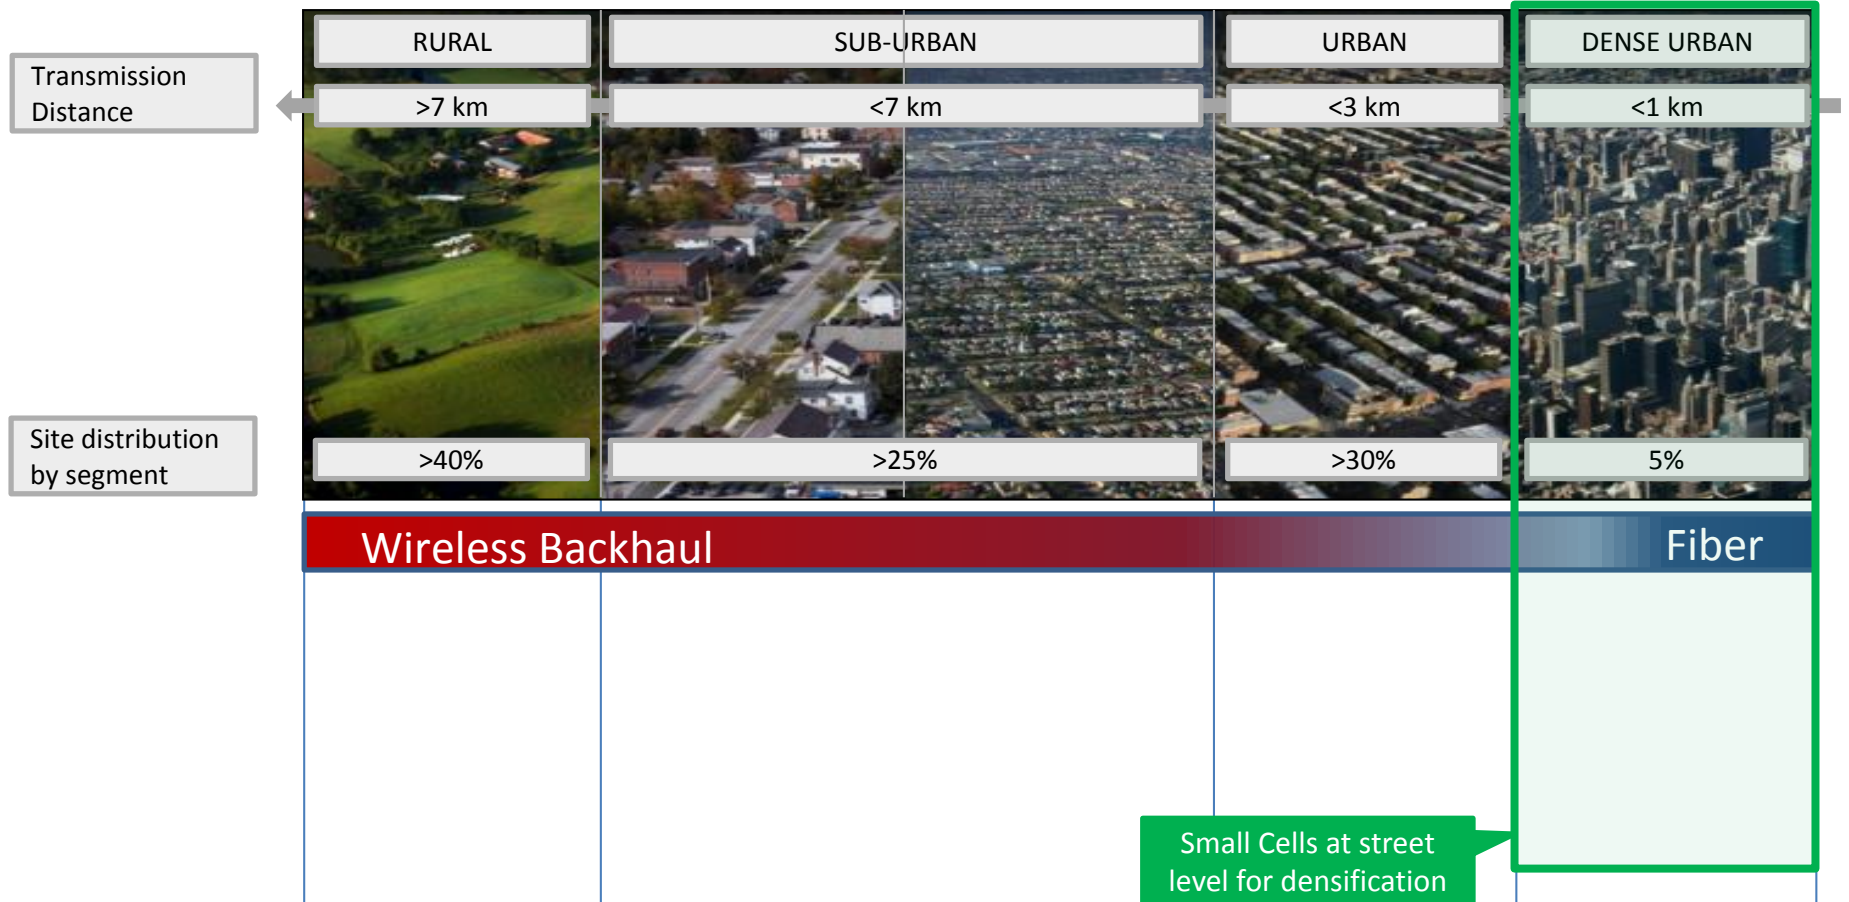 RURAL
SUB-URBAN
URBAN
DENSE URBAN
Transmission
Distance
>7 km
<7 km
<3 km
<1 km
Site distribution
by segment
>40%
>25%
>30%
5%
Wireless Backhaul
Fiber
Small Cells at street
level for densification